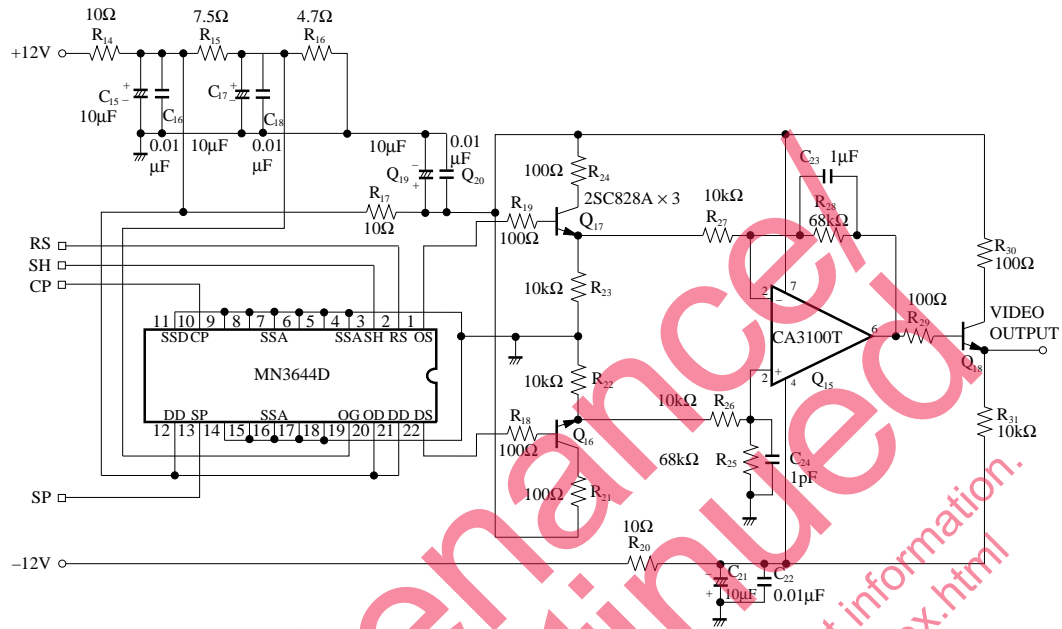 10Ω
R14
7.5Ω
R15
4.7Ω
R16
+12V
C15
+
−
10µF
C16
0.01
µF
C17
+
−
10µF
C18
0.01
µF
10µF
−
Q19
+
0.01
µF
Q20
R17
10Ω
100Ω
R24
2SC828A × 3
R19
100Ω
Q17
10kΩ
R27
C23
1µF
R28
68kΩ
R30
100Ω
RS
SH
CP
10kΩ
R23
11 10 9 8 7 6 5 4 3 2 1
SSD CP SSA SSA SH RS OS
MN3644D
DD SP SSA OG OD DD DS
12 13 14 15 16 17 18 19 20 21 22
2
−
7
CA3100T
6
+
2
4
Q15
100Ω
R29
VIDEO
OUTPUT
Q18
10kΩ
R22
R18
100Ω
Q16
10kΩ
R26
68kΩ
R25
C24
1pF
R31
10kΩ
100Ω
R21
SP
−12V
10Ω
R20
−
+
C21
10µF
C22
0.01µF
enance/
tinued
t information.
ex.html